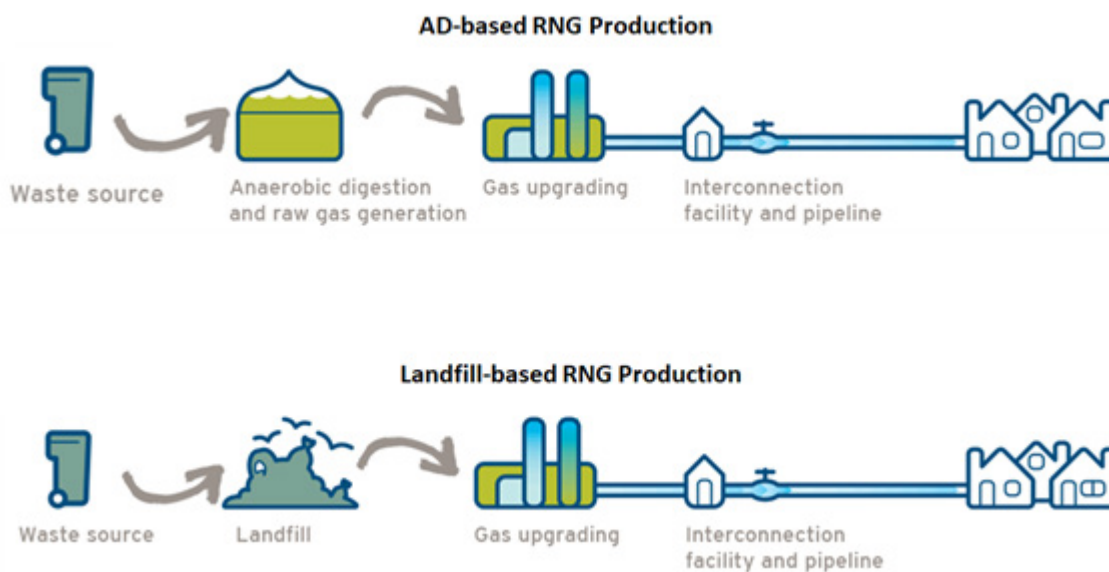 AD-based RNG Production
Waste source
Anaerobic digestion
and raw gas generation
Gas upgrading
Interconnection
facility and pipeline
Landfill-based RNG Production
Waste source
Landfill
Gas upgrading
Interconnection
facility and pipeline